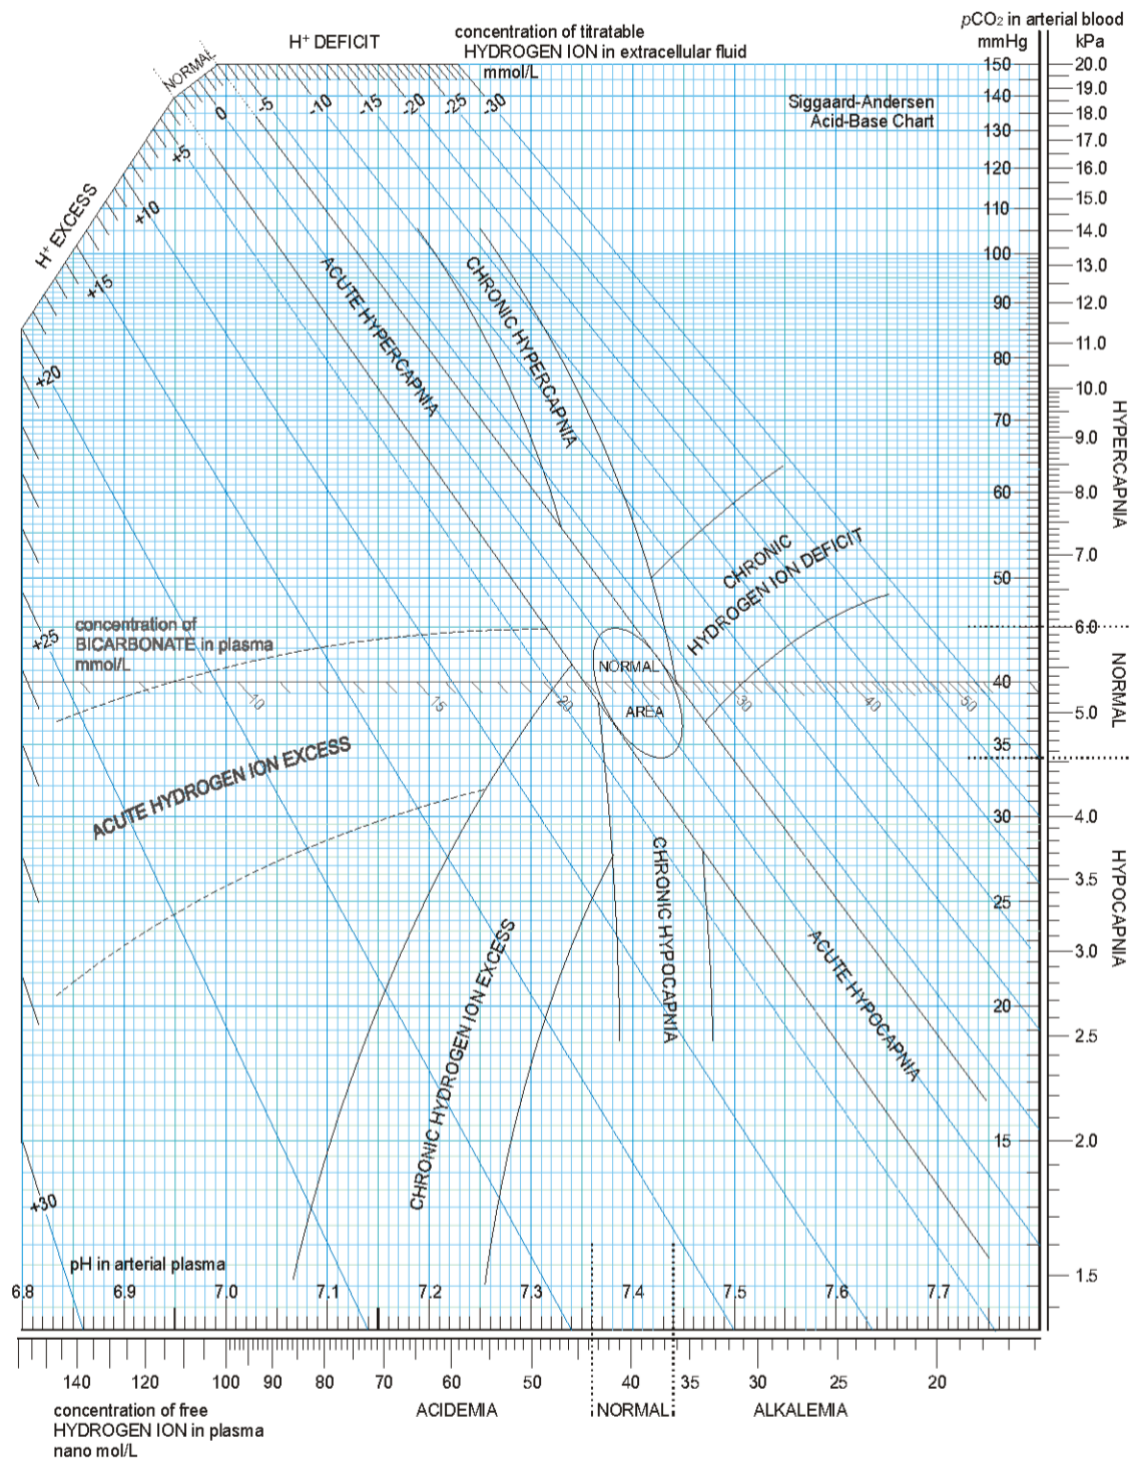 pCO₂ in arterial blood
mmHg
kPa
H⁺ DEFICIT
concentration of titratable
HYDROGEN ION in extracellular fluid
mmol/L
Siggaard-Andersen
Acid-Base Chart
NORMAL
0
-5
-10
-15
-20
-25
-30
H⁺ EXCESS
+5
+10
+15
+20
+25
+30
150
140
130
120
110
100
90
80
70
60
50
40
35
30
25
20
15
20.0
19.0
18.0
17.0
16.0
15.0
14.0
13.0
12.0
11.0
10.0
9.0
8.0
7.0
6.0
5.0
4.0
3.5
3.0
2.5
2.0
1.5
HYPERCAPNIA
NORMAL
HYPOCAPNIA
ACUTE HYPERCAPNIA
CHRONIC HYPERCAPNIA
CHRONIC
HYDROGEN ION DEFICIT
concentration of
BICARBONATE in plasma
mmol/L
10
15
20
30
40
50
NORMAL
AREA
ACUTE HYDROGEN ION EXCESS
CHRONIC HYDROGEN ION EXCESS
CHRONIC HYPOCAPNIA
ACUTE HYPOCAPNIA
pH in arterial plasma
6.8 6.9 7.0 7.1 7.2 7.3 7.4 7.5 7.6 7.7
140 120 100 90 80 70 60 50 40 35 30 25 20
concentration of free
HYDROGEN ION in plasma
nano mol/L
ACIDEMIA NORMAL ALKALEMIA